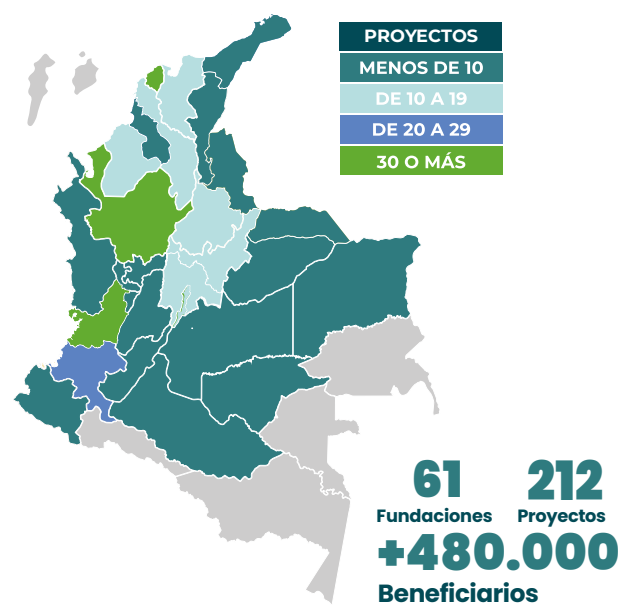 PROYECTOS
MENOS DE 10
DE 10 A 19
DE 20 A 29
30 O MÁS
61 212
Fundaciones Proyectos
+480.000
Beneficiarios